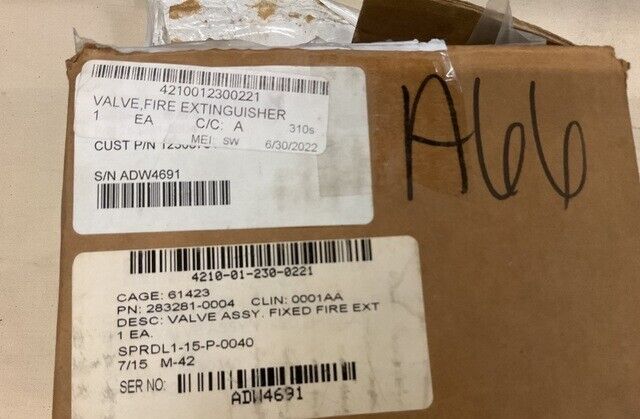 4210012300221
VALVE,FIRE EXTINGUISHER
1 EA C/C: A 310s
MEI: SW 6/30/2022
CUST P/N
S/N ADW4691
A66
4210-01-230-0221
CAGE: 61423
PN: 283281-0004 CLIN: 0001AA
DESC: VALVE ASSY. FIXED FIRE EXT
1 EA.
SPRDL1-15-P-0040
7/15 M-42
SER NO:
ADW4691